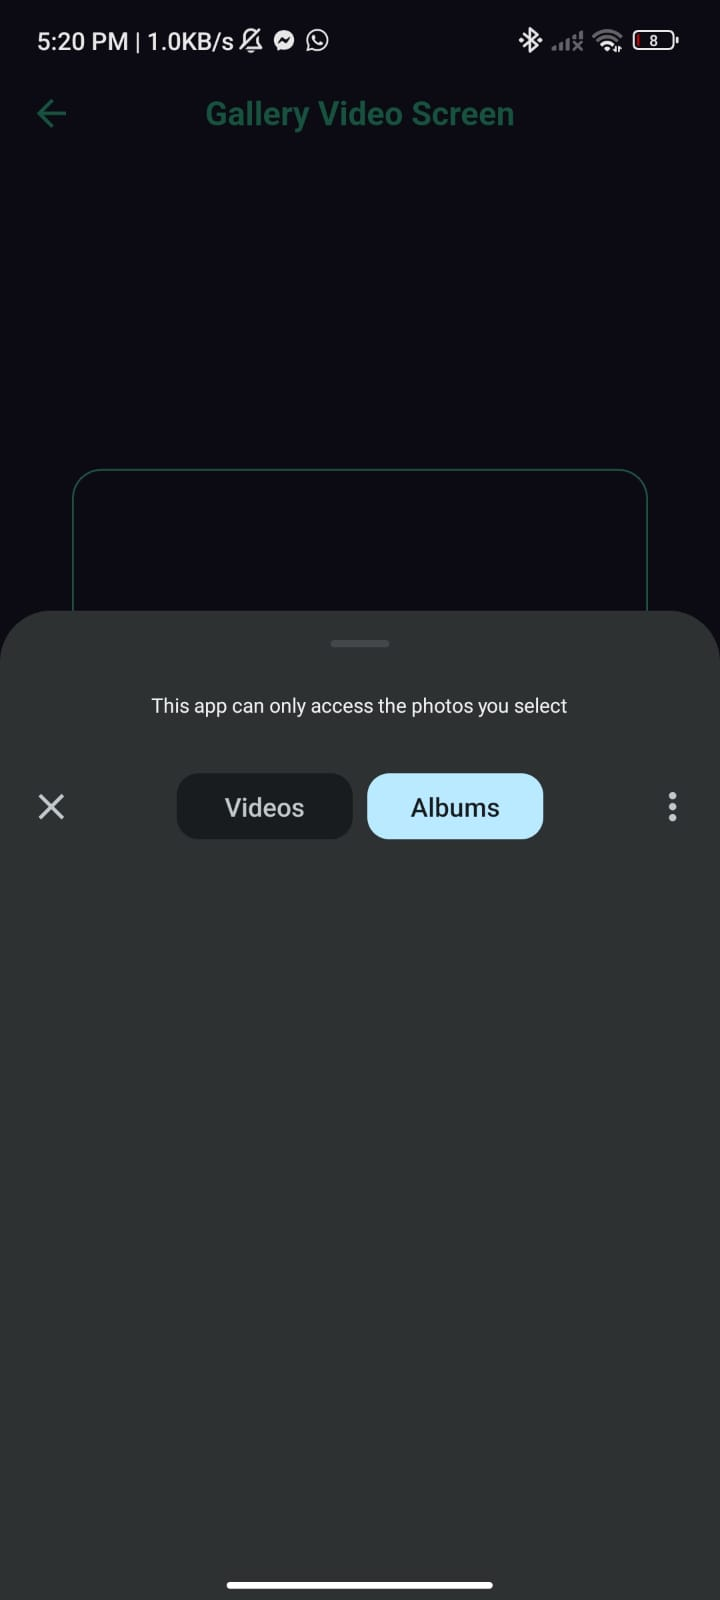 5:20 PM | 1.0KB/s 8
Gallery Video Screen
This app can only access the photos you select
Videos Albums